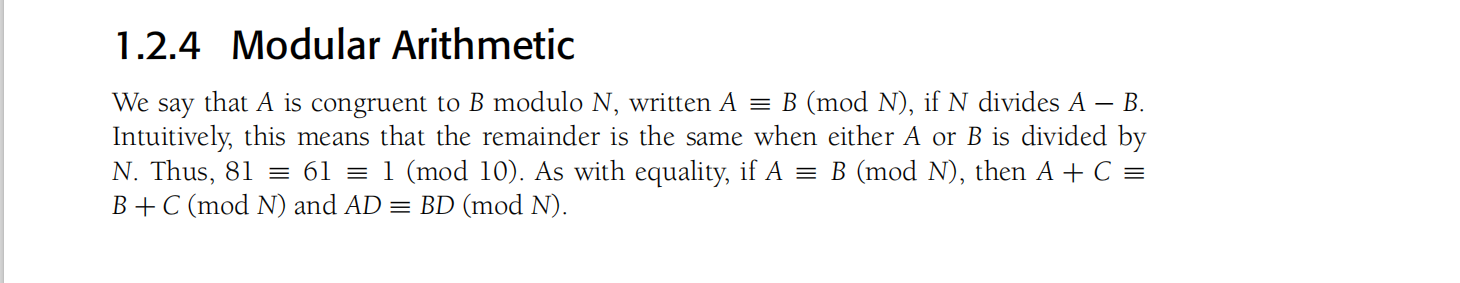 1.2.4 Modular Arithmetic
We say that A is congruent to B modulo N, written A ≡ B (mod N), if N divides A − B.
Intuitively, this means that the remainder is the same when either A or B is divided by
N. Thus, 81 ≡ 61 ≡ 1 (mod 10). As with equality, if A ≡ B (mod N), then A + C ≡
B + C (mod N) and AD ≡ BD (mod N).